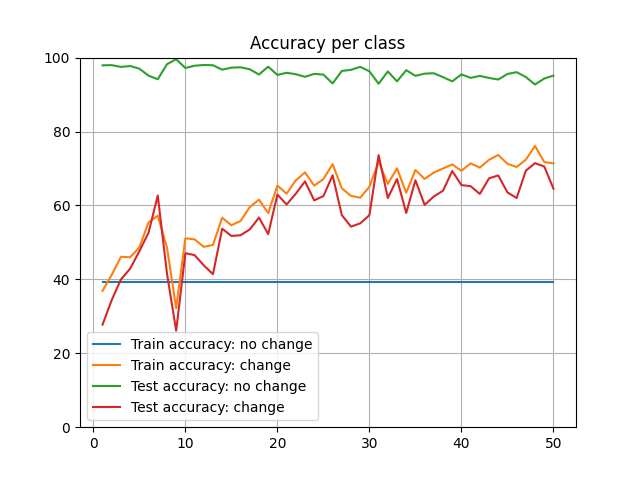 Accuracy per class
100
80
60
40
20
0
Train accuracy: no change
Train accuracy: change
Test accuracy: no change
Test accuracy: change
0 10 20 30 40 50